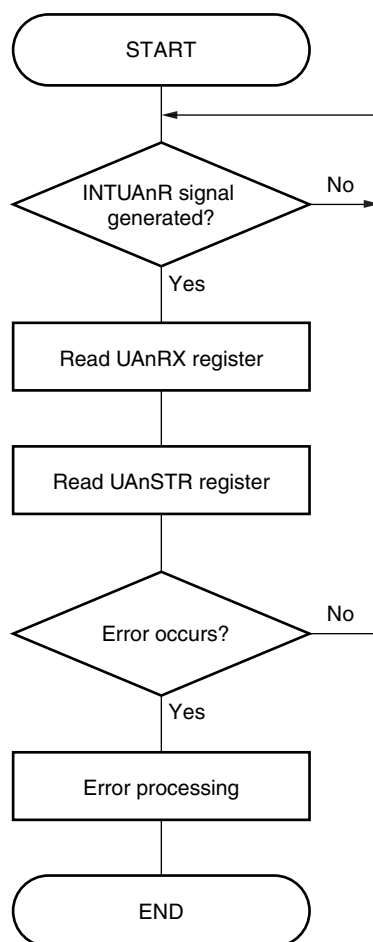 START
INTUAnR signal
generated?
No
Yes
Read UAnRX register
Read UAnSTR register
Error occurs?
No
Yes
Error processing
END